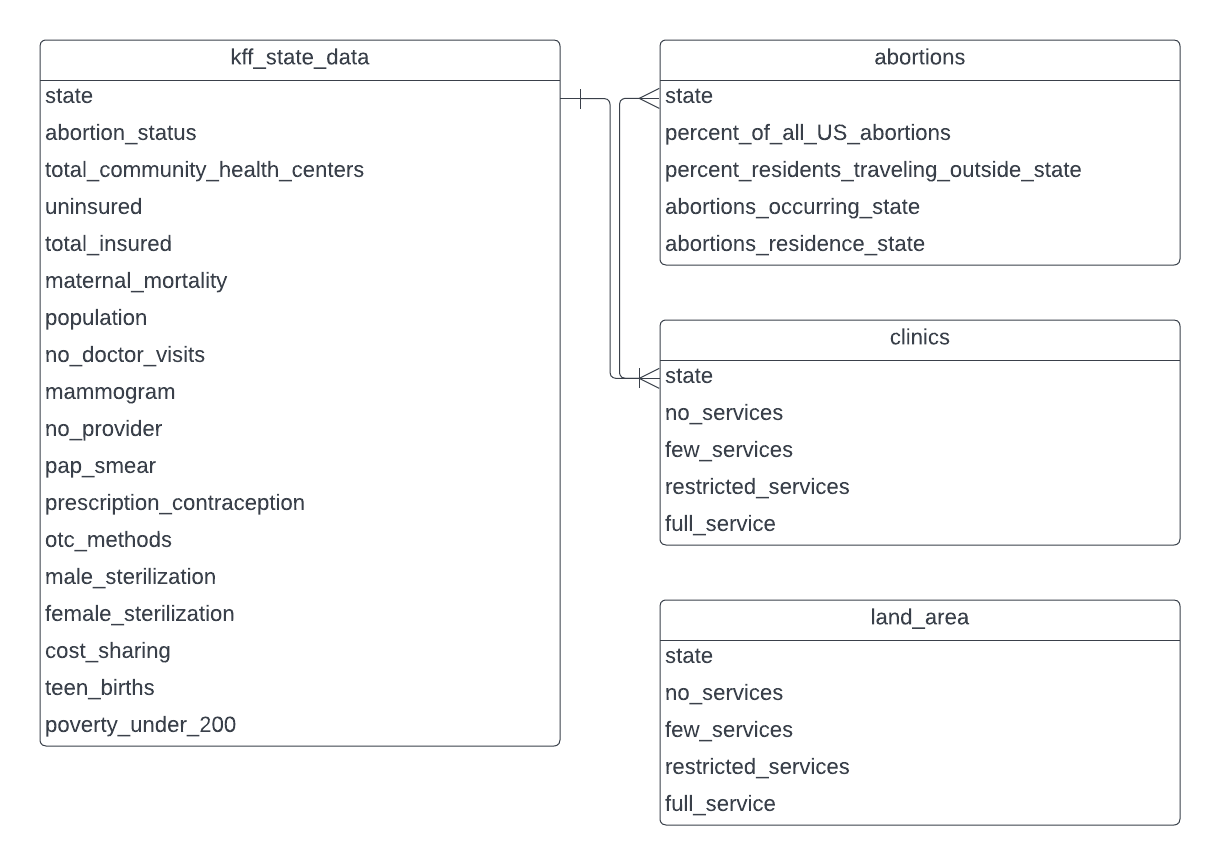 kff_state_data
state
abortion_status
total_community_health_centers
uninsured
total_insured
maternal_mortality
population
no_doctor_visits
mammogram
no_provider
pap_smear
prescription_contraception
otc_methods
male_sterilization
female_sterilization
cost_sharing
teen_births
poverty_under_200
abortions
state
percent_of_all_US_abortions
percent_residents_traveling_outside_state
abortions_occurring_state
abortions_residence_state
clinics
state
no_services
few_services
restricted_services
full_service
land_area
state
no_services
few_services
restricted_services
full_service